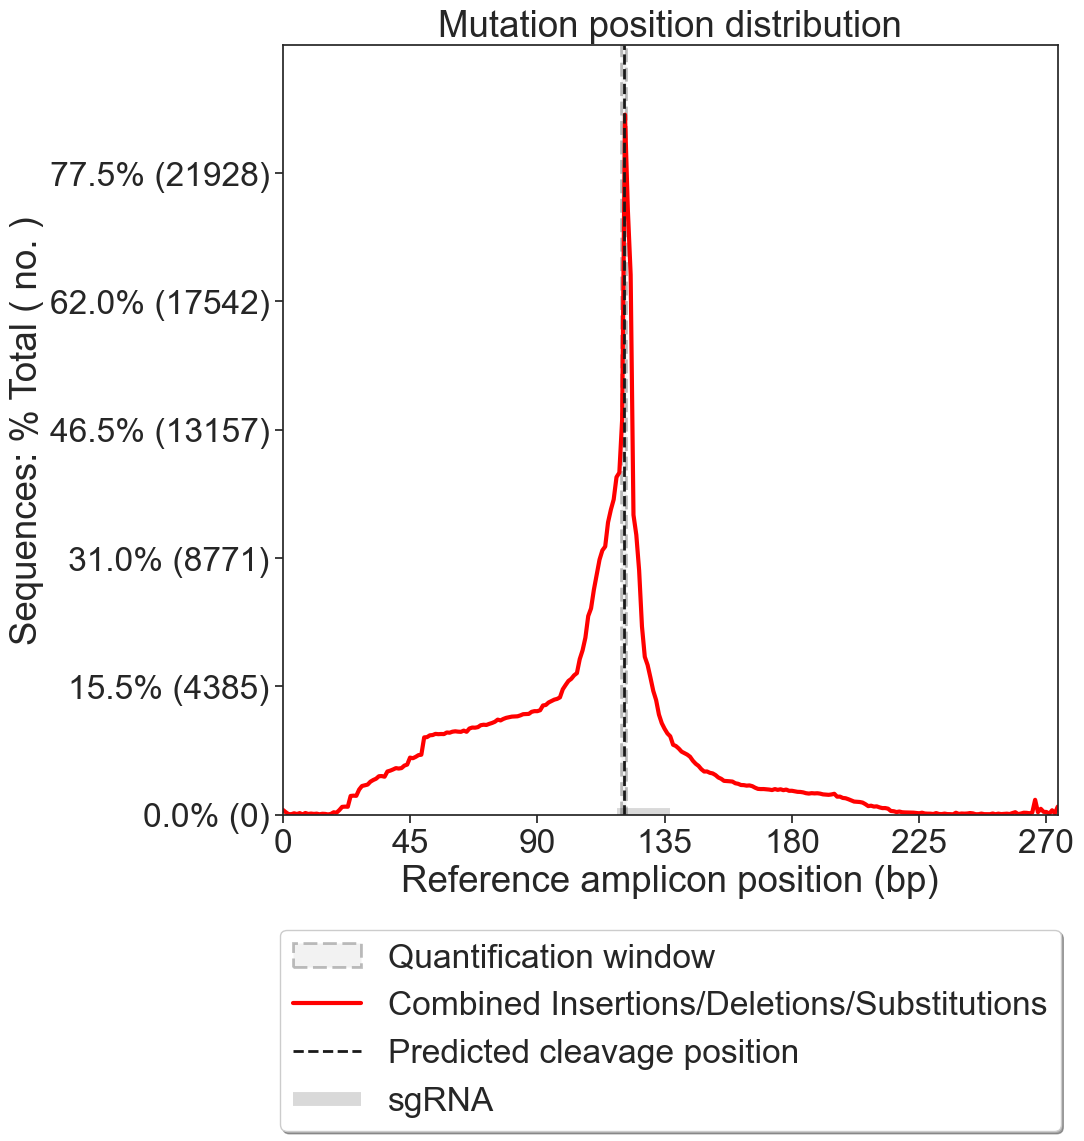 Mutation position distribution
Sequences: % Total ( no. )
77.5% (21928)
62.0% (17542)
46.5% (13157)
31.0% (8771)
15.5% (4385)
0.0% (0)
0 45 90 135 180 225 270
Reference amplicon position (bp)
Quantification window
Combined Insertions/Deletions/Substitutions
Predicted cleavage position
sgRNA